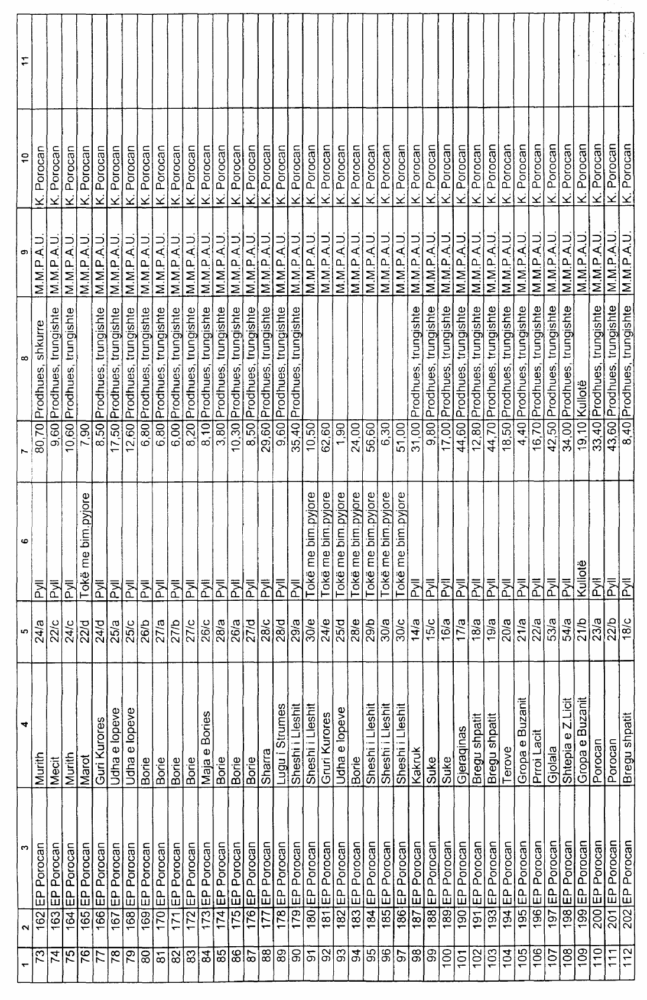 1 2 3 4 5 6 7 8 9 10 11
73 162 EP Porocan Murith 24/a Pyll 80,70 Prodhues, shkurre M.M.P.A.U. K. Porocan
74 163 EP Porocan Mecit 22/c Pyll 9,60 Prodhues, trungishte M.M.P.A.U. K. Porocan
75 164 EP Porocan Murith 24/c Pyll 10,60 Prodhues, trungishte M.M.P.A.U. K. Porocan
76 165 EP Porocan Marot 22/d Tokë me bim.pyjore 7,90 M.M.P.A.U. K. Porocan
77 166 EP Porocan Guri Kurores 24/d Pyll 8,50 Prodhues, trungishte M.M.P.A.U. K. Porocan
78 167 EP Porocan Udha e lopeve 25/a Pyll 17,50 Prodhues, trungishte M.M.P.A.U. K. Porocan
79 168 EP Porocan Udha e lopeve 25/c Pyll 12,60 Prodhues, trungishte M.M.P.A.U. K. Porocan
80 169 EP Porocan Borie 26/b Pyll 6,80 Prodhues, trungishte M.M.P.A.U. K. Porocan
81 170 EP Porocan Borie 27/a Pyll 6,80 Prodhues, trungishte M.M.P.A.U. K. Porocan
82 171 EP Porocan Borie 27/b Pyll 6,00 Prodhues, trungishte M.M.P.A.U. K. Porocan
83 172 EP Porocan Borie 27/c Pyll 8,20 Prodhues, trungishte M.M.P.A.U. K. Porocan
84 173 EP Porocan Maja e Bories 26/c Pyll 8,10 Prodhues, trungishte M.M.P.A.U. K. Porocan
85 174 EP Porocan Borie 28/a Pyll 3,80 Prodhues, trungishte M.M.P.A.U. K. Porocan
86 175 EP Porocan Borie 26/a Pyll 10,30 Prodhues, trungishte M.M.P.A.U. K. Porocan
87 176 EP Porocan Borie 27/d Pyll 8,50 Prodhues, trungishte M.M.P.A.U. K. Porocan
88 177 EP Porocan Sharra 28/c Pyll 29,60 Prodhues, trungishte M.M.P.A.U. K. Porocan
89 178 EP Porocan Lugu i Strumes 28/d Pyll 9,60 Prodhues, trungishte M.M.P.A.U. K. Porocan
90 179 EP Porocan Sheshi i Lleshit 29/a Pyll 35,40 Prodhues, trungishte M.M.P.A.U. K. Porocan
91 180 EP Porocan Sheshi i Lleshit 30/e Tokë me bim.pyjore 10,50 M.M.P.A.U. K. Porocan
92 181 EP Porocan Gruri Kurores 24/e Tokë me bim.pyjore 62,60 M.M.P.A.U. K. Porocan
93 182 EP Porocan Udha e lopeve 25/d Tokë me bim.pyjore 1,90 M.M.P.A.U. K. Porocan
94 183 EP Porocan Borie 28/e Tokë me bim.pyjore 24,00 M.M.P.A.U. K. Porocan
95 184 EP Porocan Sheshi i Lleshit 29/b Tokë me bim.pyjore 56,60 M.M.P.A.U. K. Porocan
96 185 EP Porocan Sheshi i Lleshit 30/a Tokë me bim.pyjore 6,30 M.M.P.A.U. K. Porocan
97 186 EP Porocan Sheshi i Lleshit 30/c Tokë me bim.pyjore 51,00 M.M.P.A.U. K. Porocan
98 187 EP Porocan Kakruk 14/a Pyll 31,00 Prodhues, trungishte M.M.P.A.U. K. Porocan
99 188 EP Porocan Suke 15/c Pyll 9,80 Prodhues, trungishte M.M.P.A.U. K. Porocan
100 189 EP Porocan Suke 16/a Pyll 17,00 Prodhues, trungishte M.M.P.A.U. K. Porocan
101 190 EP Porocan Gjeraqinas 17/a Pyll 44,60 Prodhues, trungishte M.M.P.A.U. K. Porocan
102 191 EP Porocan Bregu shpatit 18/a Pyll 12,80 Prodhues, trungishte M.M.P.A.U. K. Porocan
103 193 EP Porocan Bregu shpatit 19/a Pyll 44,70 Prodhues, trungishte M.M.P.A.U. K. Porocan
104 194 EP Porocan Terove 20/a Pyll 18,50 Prodhues, trungishte M.M.P.A.U. K. Porocan
105 195 EP Porocan Gropa e Buzanit 21/a Pyll 4,40 Prodhues, trungishte M.M.P.A.U. K. Porocan
106 196 EP Porocan Prroi Lacit 22/a Pyll 16,70 Prodhues, trungishte M.M.P.A.U. K. Porocan
107 197 EP Porocan Gjolala 53/a Pyll 42,50 Prodhues, trungishte M.M.P.A.U. K. Porocan
108 198 EP Porocan Shtepia e Z.Licit 54/a Pyll 34,00 Prodhues, trungishte M.M.P.A.U. K. Porocan
109 199 EP Porocan Gropa e Buzanit 21/b Kullotë 19,10 Kullotë M.M.P.A.U. K. Porocan
110 200 EP Porocan Porocan 23/a Pyll 33,40 Prodhues, trungishte M.M.P.A.U. K. Porocan
111 201 EP Porocan Porocan 22/b Pyll 43,60 Prodhues, trungishte M.M.P.A.U. K. Porocan
112 202 EP Porocan Bregu shpatit 18/c Pyll 8,40 Prodhues, trungishte M.M.P.A.U. K. Porocan